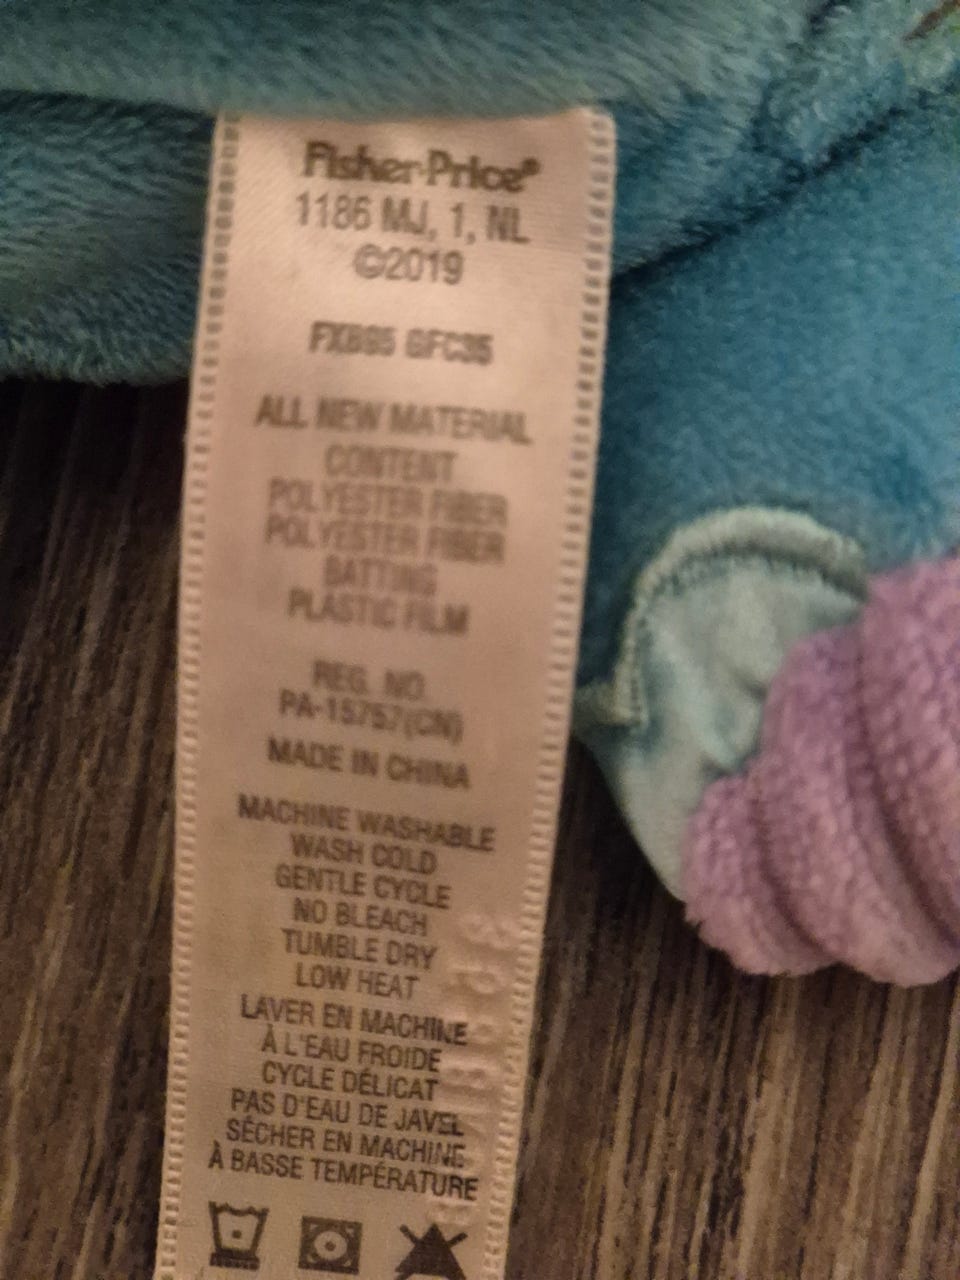 Fisher-Price®
1186 MJ, 1, NL
©2019
FXB95 GFC35
ALL NEW MATERIAL
CONTENT
POLYESTER FIBER
POLYESTER FIBER
BATTING
PLASTIC FILM
REG. NO.
PA-15757(CN)
MADE IN CHINA
MACHINE WASHABLE
WASH COLD
GENTLE CYCLE
NO BLEACH
TUMBLE DRY
LOW HEAT
LAVER EN MACHINE
À L'EAU FROIDE
CYCLE DÉLICAT
PAS D'EAU DE JAVEL
SÉCHER EN MACHINE
À BASSE TEMPÉRATURE